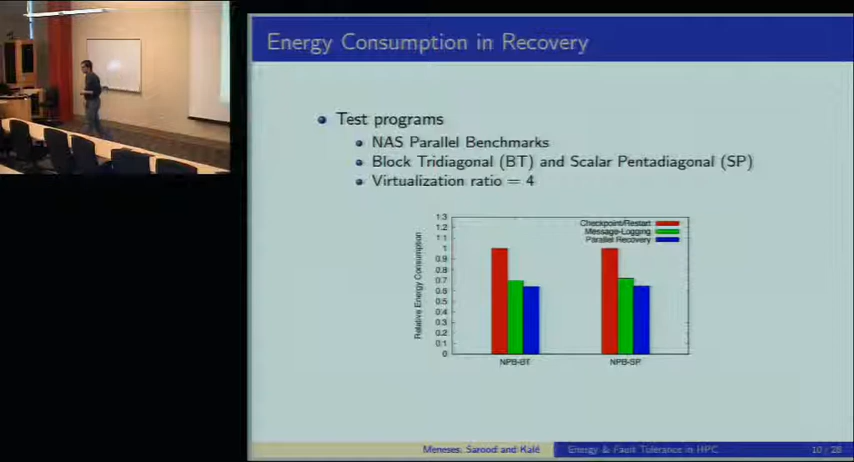 Energy Consumption in Recovery
Test programs
NAS Parallel Benchmarks
Block Tridiagonal (BT) and Scalar Pentadiagonal (SP)
Virtualization ratio = 4
Checkpoint/Restart
Message-Logging
Parallel Recovery
Relative Energy Consumption
1.3
1.2
1.1
1
0.9
0.8
0.7
0.6
0.5
0.4
0.3
0.2
0.1
0
NPB-BT
NPB-SP
Meneses, Sarood and Kalé
Energy & Fault Tolerance in HPC
10 / 28